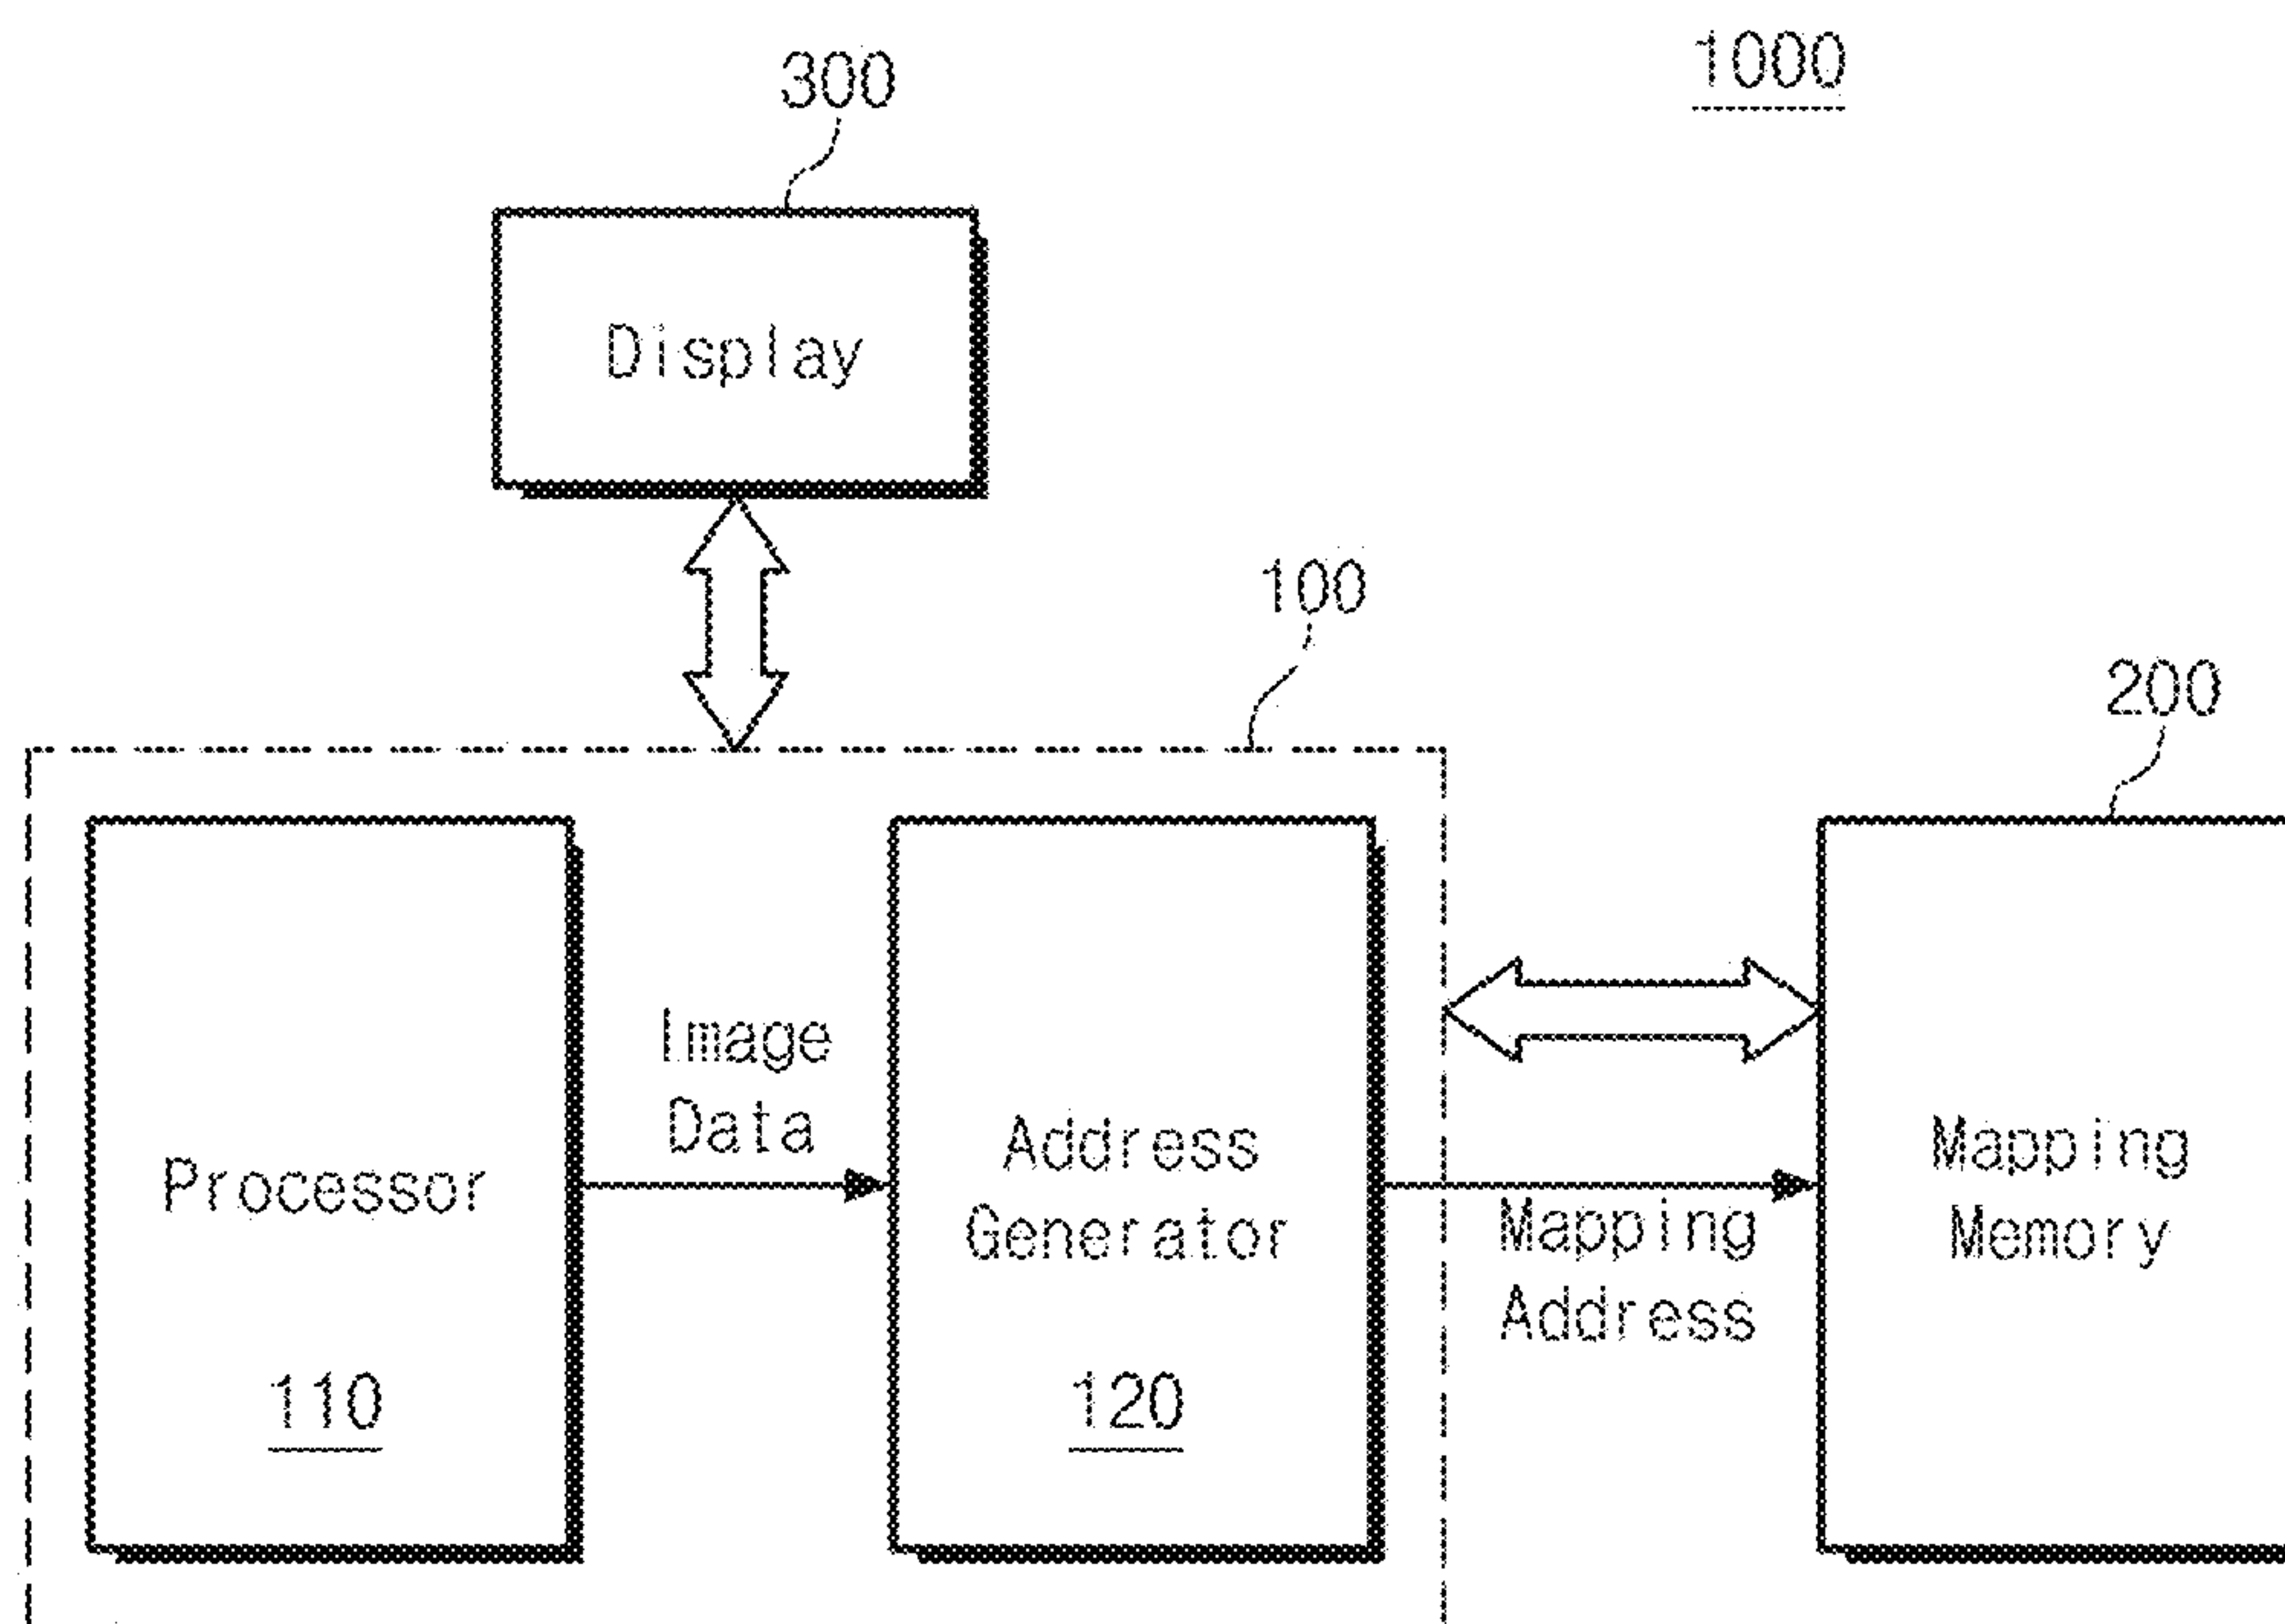 1000
300
Display
100
200
Image
Data
Processor
110
Address
Generator
120
Mapping
Address
Mapping
Memory